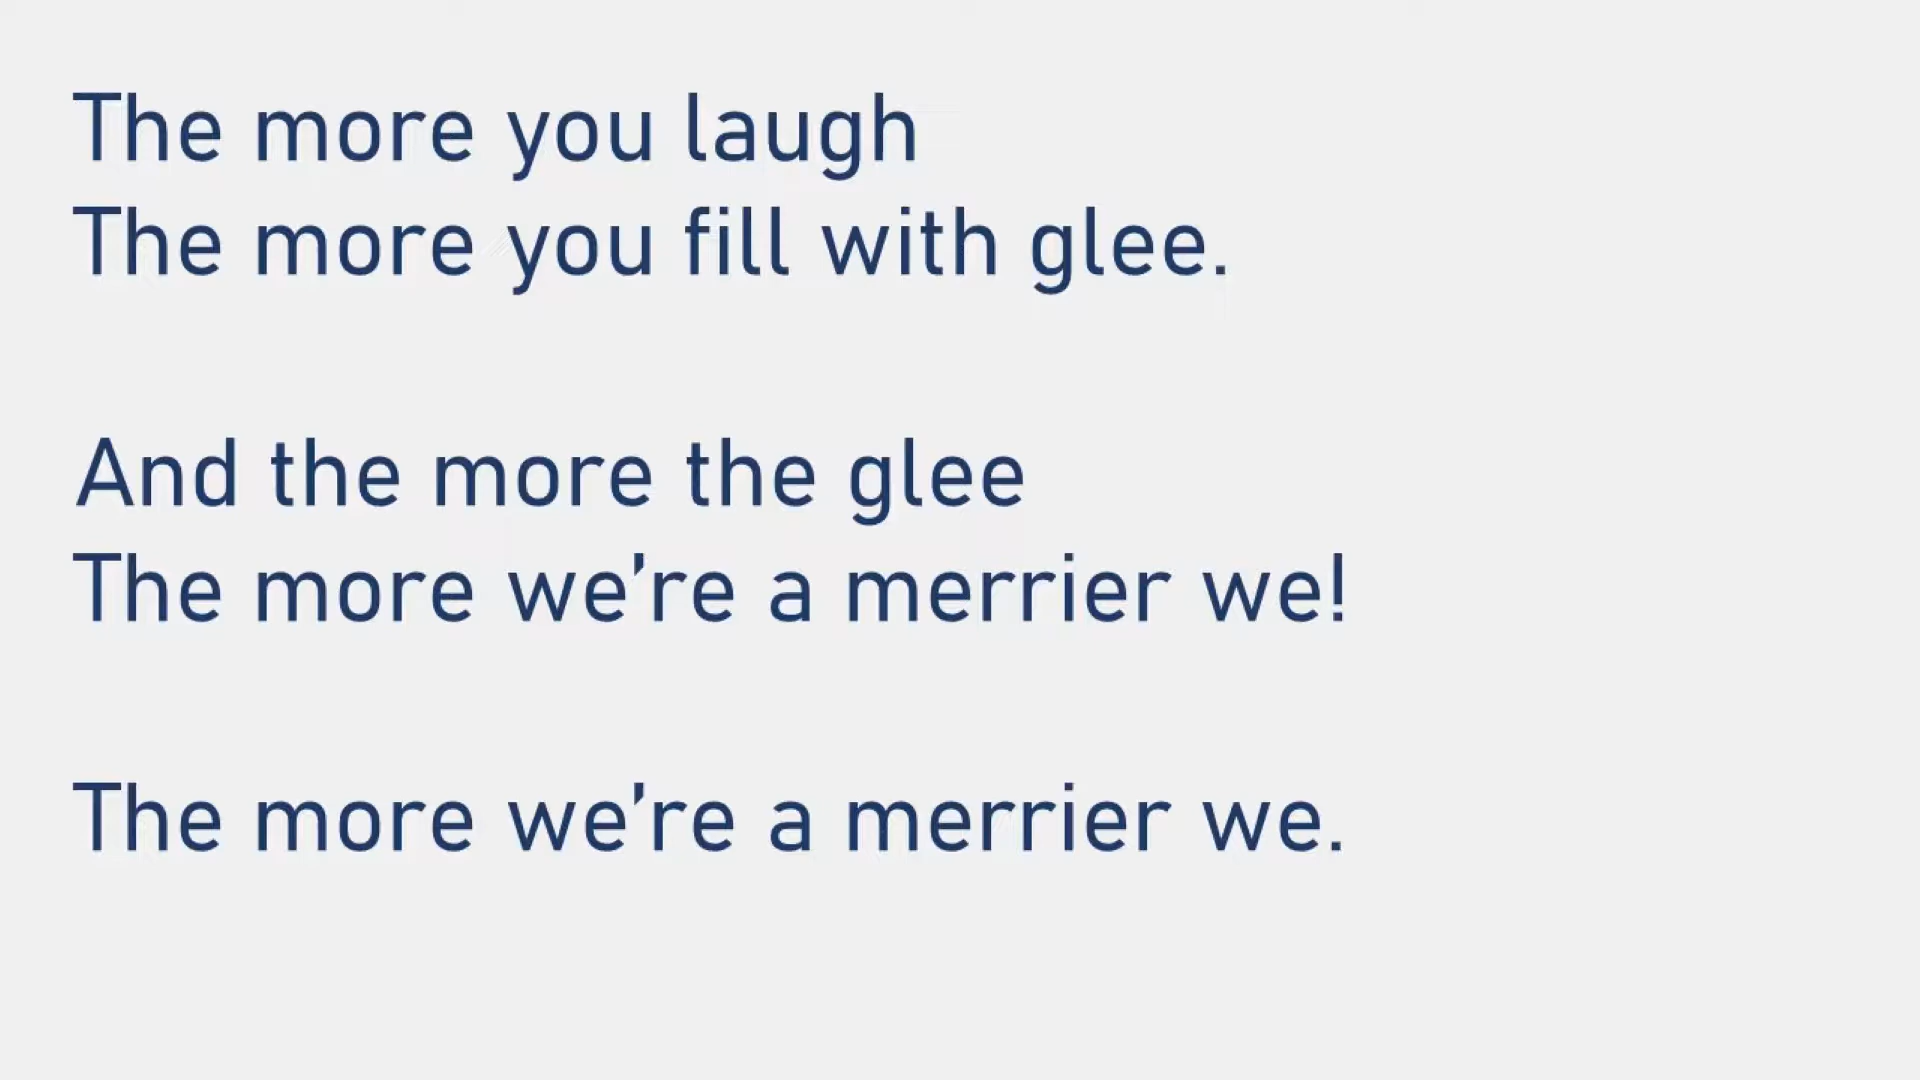 The more you laugh
The more you fill with glee.
And the more the glee
The more we’re a merrier we!
The more we’re a merrier we.